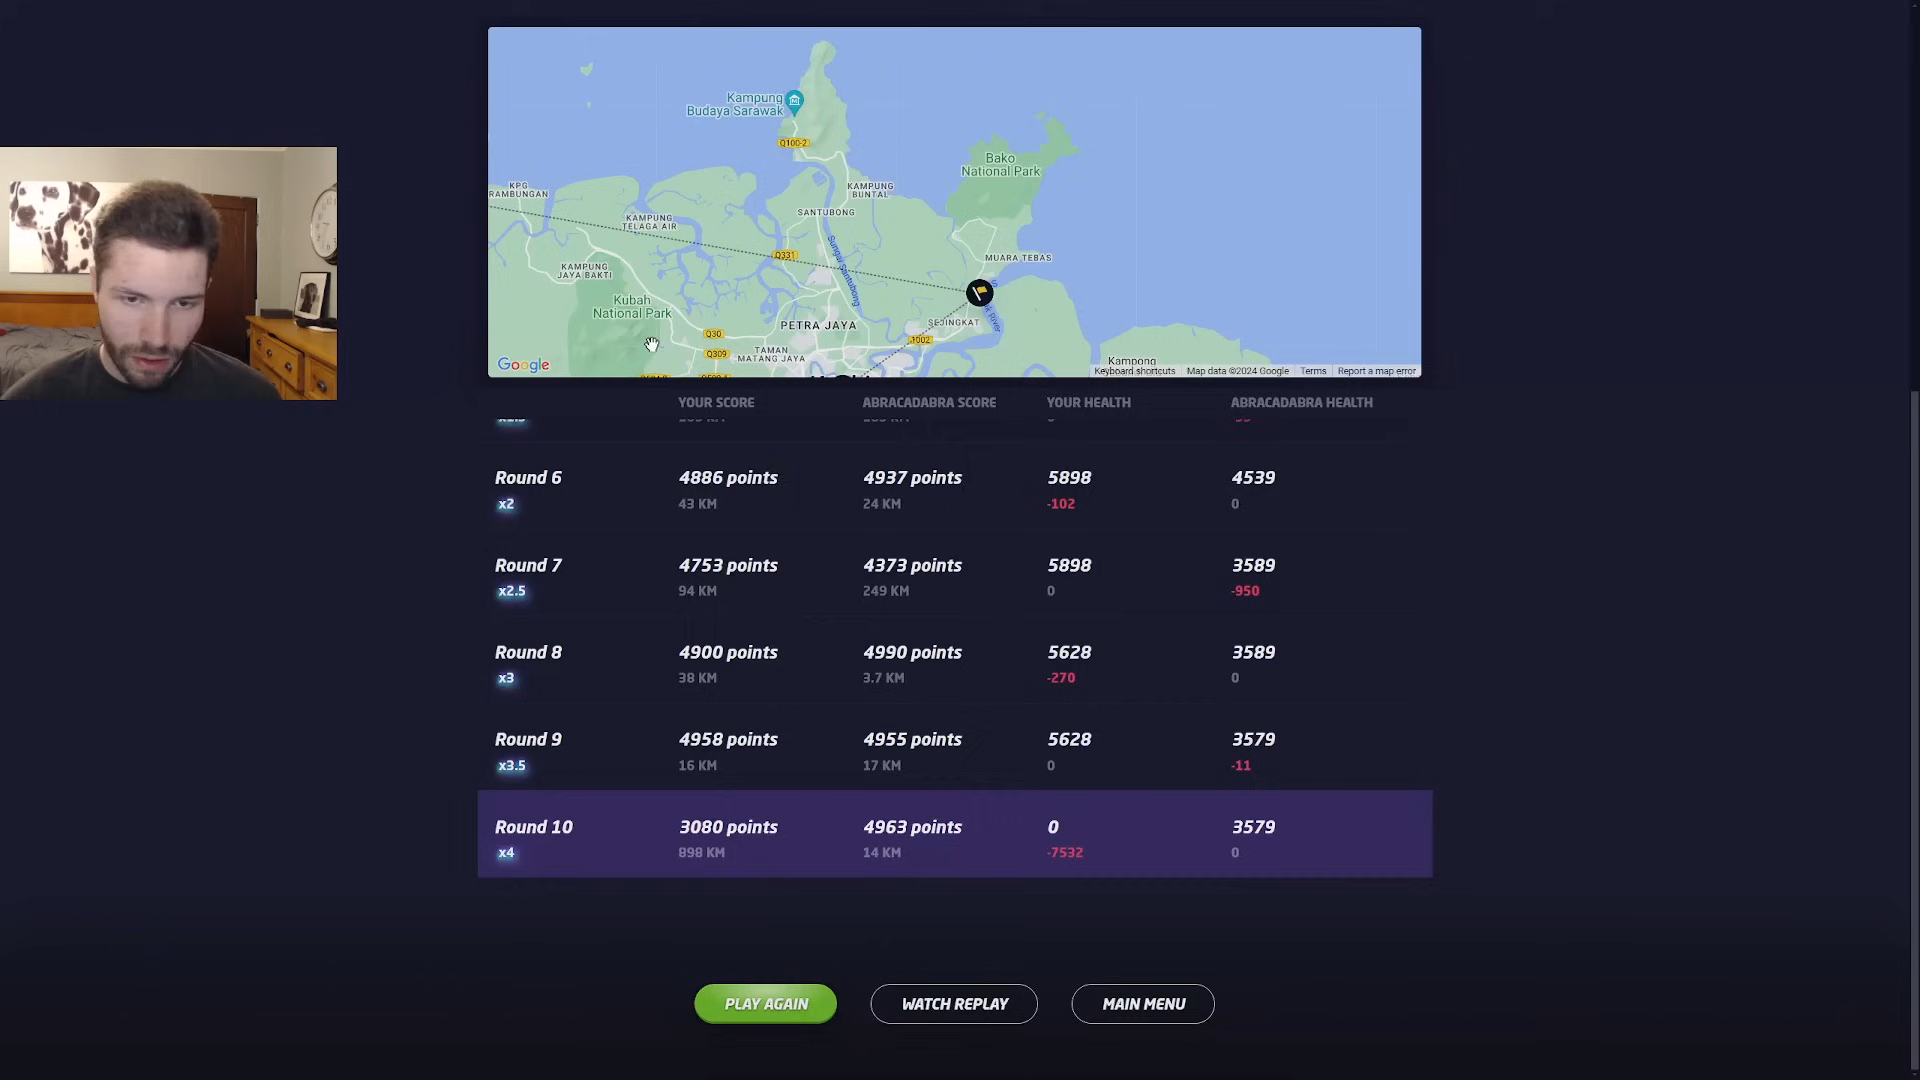 Kampung
Budaya Sarawak
Q100-2
Bako
National Park
KPG
RAMBUNGAN
KAMPUNG
BUNTAL
KAMPUNG
TELAGA AIR
SANTUBONG
Q331
Sungai Santubong
MUARA TEBAS
KAMPUNG
JAYA BAKTI
Kubah
National Park
SEJINGKAT
PETRA JAYA
Q30
1002
Q309
TAMAN
MATANG JAYA
Kampong
Google
Keyboard shortcuts Map data ©2024 Google Terms Report a map error
YOUR SCORE ABRACADABRA SCORE YOUR HEALTH ABRACADABRA HEALTH
Round 6 4886 points 4937 points 5898 4539
x2 43 KM 24 KM -102 0
Round 7 4753 points 4373 points 5898 3589
x2.5 94 KM 249 KM 0 -950
Round 8 4900 points 4990 points 5628 3589
x3 38 KM 3.7 KM -270 0
Round 9 4958 points 4955 points 5628 3579
x3.5 16 KM 17 KM 0 -11
Round 10 3080 points 4963 points 0 3579
x4 898 KM 14 KM -7532 0
PLAY AGAIN WATCH REPLAY MAIN MENU